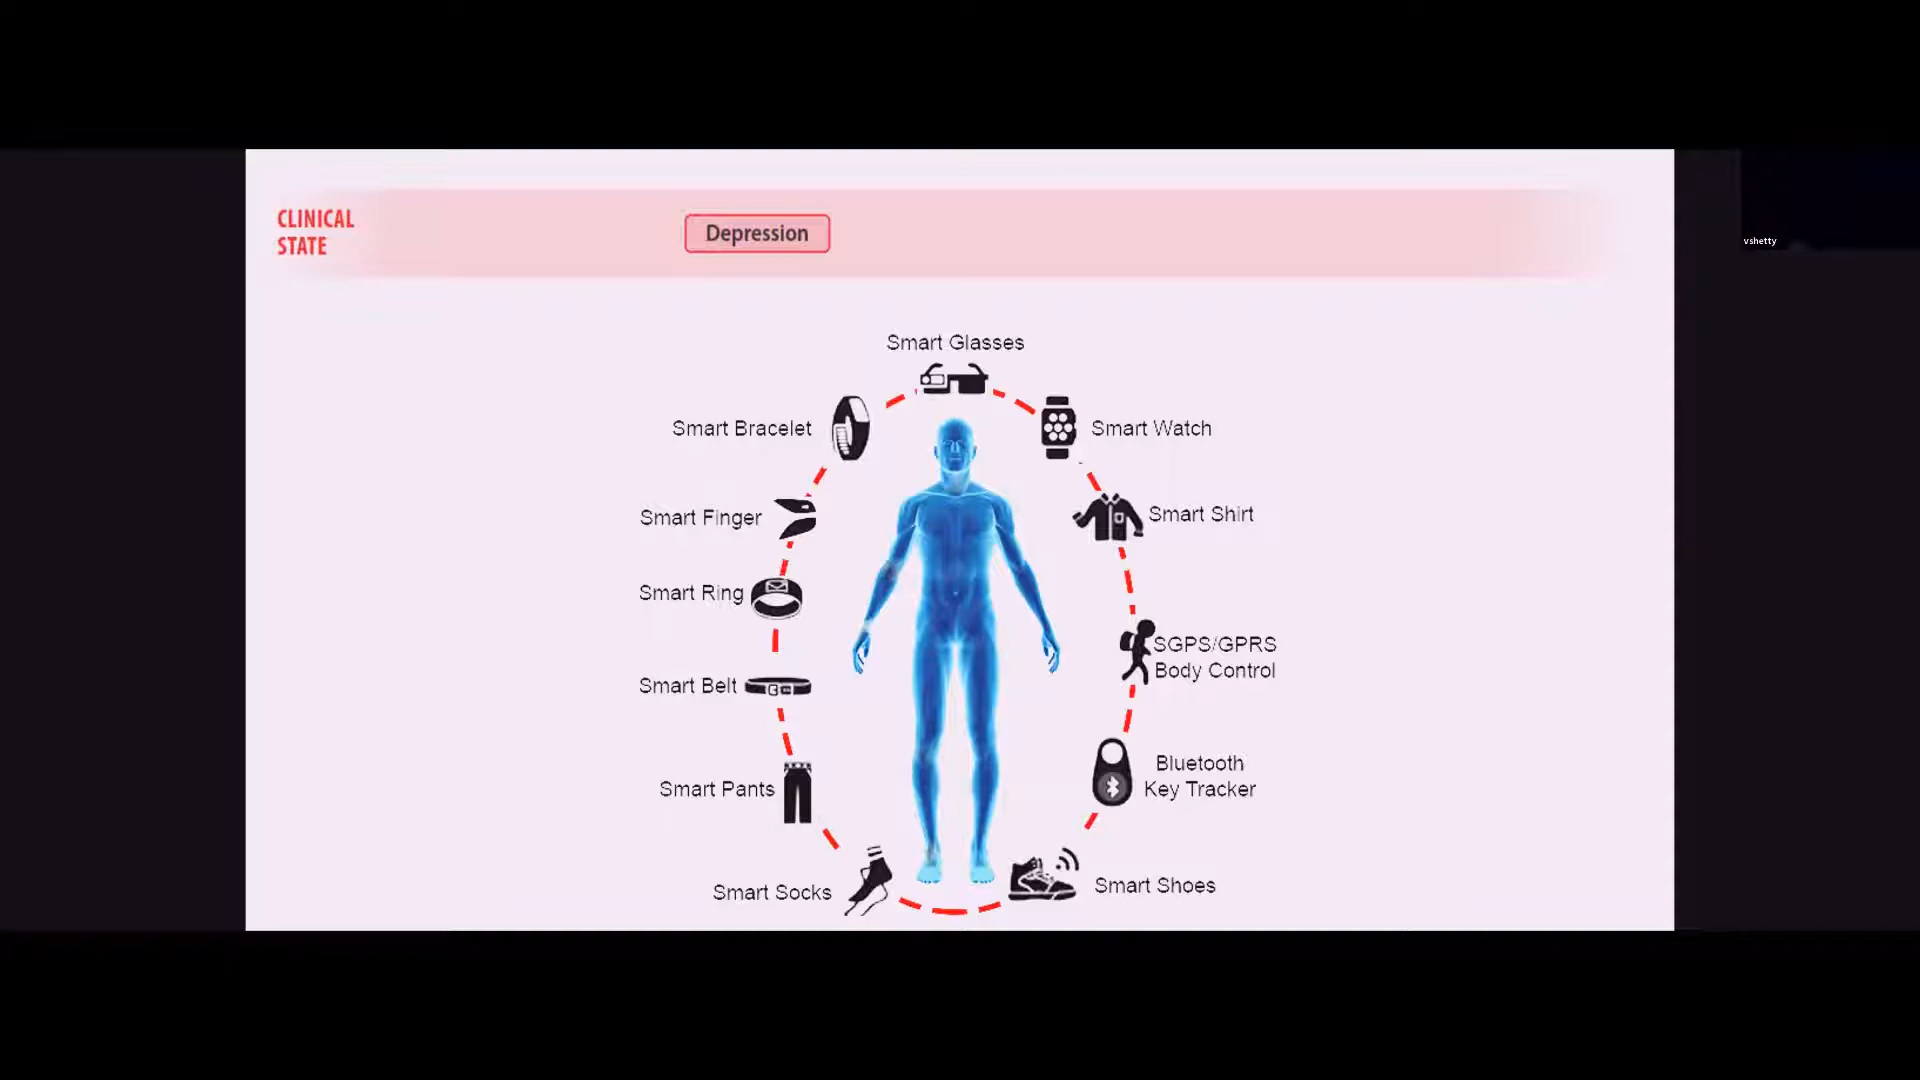 CLINICAL
STATE
Depression
vshetty
Smart Glasses
Smart Bracelet
Smart Watch
Smart Finger
Smart Shirt
Smart Ring
SGPS/GPRS
Body Control
Smart Belt
Bluetooth
Key Tracker
Smart Pants
Smart Socks
Smart Shoes